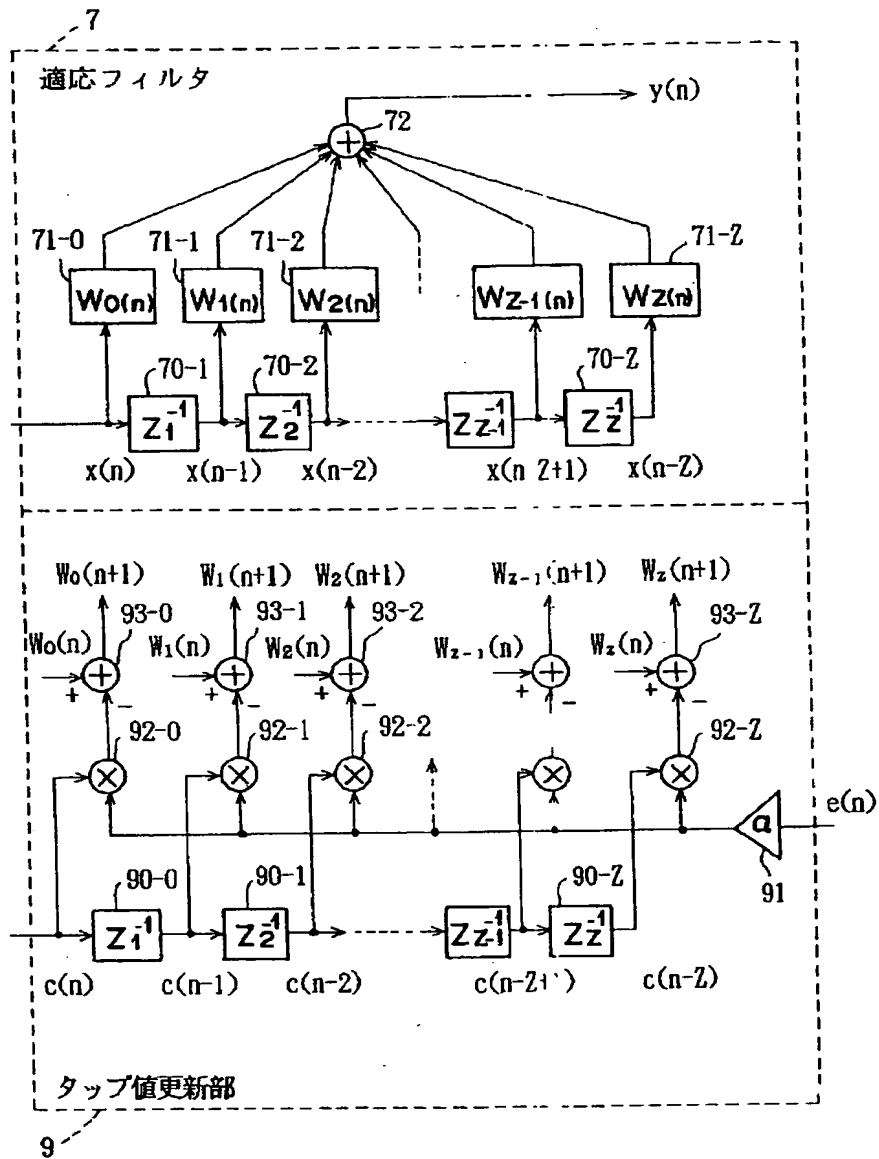 7
適応フィルタ
y(n)
72
71-0 71-1 71-2 71-Z
W0(n) W1(n) W2(n) WZ-1(n) WZ(n)
70-1 70-2 70-Z
Z1^-1 Z2^-1 ZZ-1^-1 ZZ^-1
x(n) x(n-1) x(n-2) x(n Z+1) x(n-Z)
W0(n+1) W1(n+1) W2(n+1) Wz-1(n+1) Wz(n+1)
93-0 93-1 93-2 93-Z
W0(n) W1(n) W2(n) Wz-1(n) Wz(n)
+ + + + +
- - - - -
92-0 92-1 92-2 92-Z
e(n)
α
91
90-0 90-1 90-Z
Z1^-1 Z2^-1 ZZ-1^-1 ZZ^-1
c(n) c(n-1) c(n-2) c(n-Z+ ) c(n-Z)
タップ値更新部
9